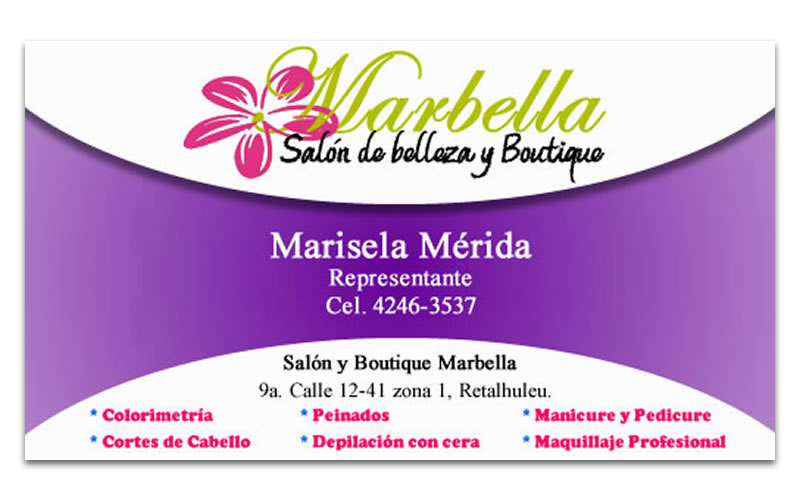 Marbella
Salón de belleza y Boutique
Marisela Mérida
Representante
Cel. 4246-3537
Salón y Boutique Marbella
9a. Calle 12-41 zona 1, Retalhuleu.
* Colorimetría * Peinados * Manicure y Pedicure
* Cortes de Cabello * Depilación con cera * Maquillaje Profesional